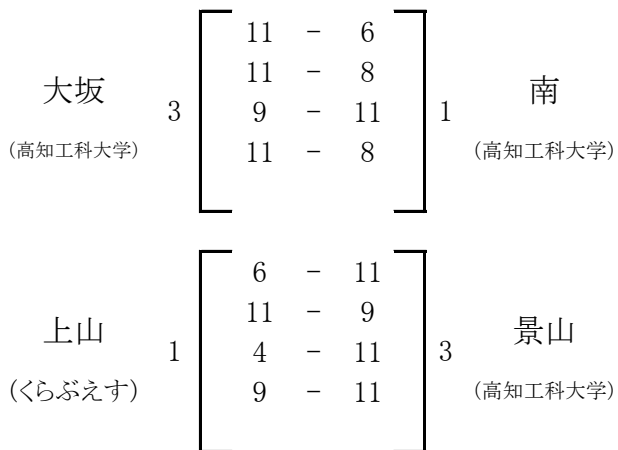 11 - 6
11 - 8
大坂 3 9 - 11 1 南
(高知工科大学) 11 - 8 (高知工科大学)
6 - 11
11 - 9
上山 1 4 - 11 3 景山
(くらぶえす) 9 - 11 (高知工科大学)